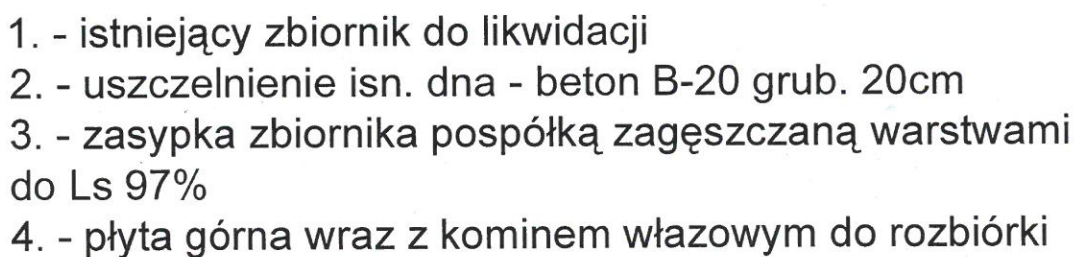 1. - istniejący zbiornik do likwidacji
2. - uszczelnienie isn. dna - beton B-20 grub. 20cm
3. - zasypka zbiornika pospółką zagęszczaną warstwami
do Ls 97%
4. - płyta górna wraz z kominem włazowym do rozbiórki